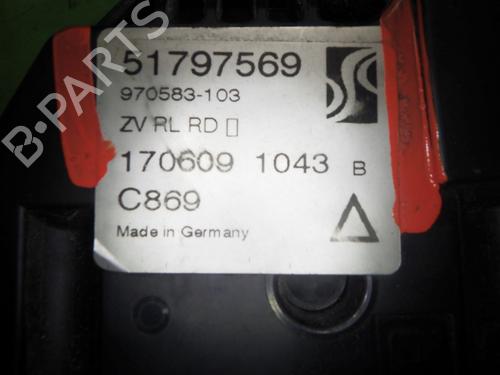 51797569
970583-103
ZV RL RD ▯
170609 1043 B
C869
Made in Germany
B-PARTS